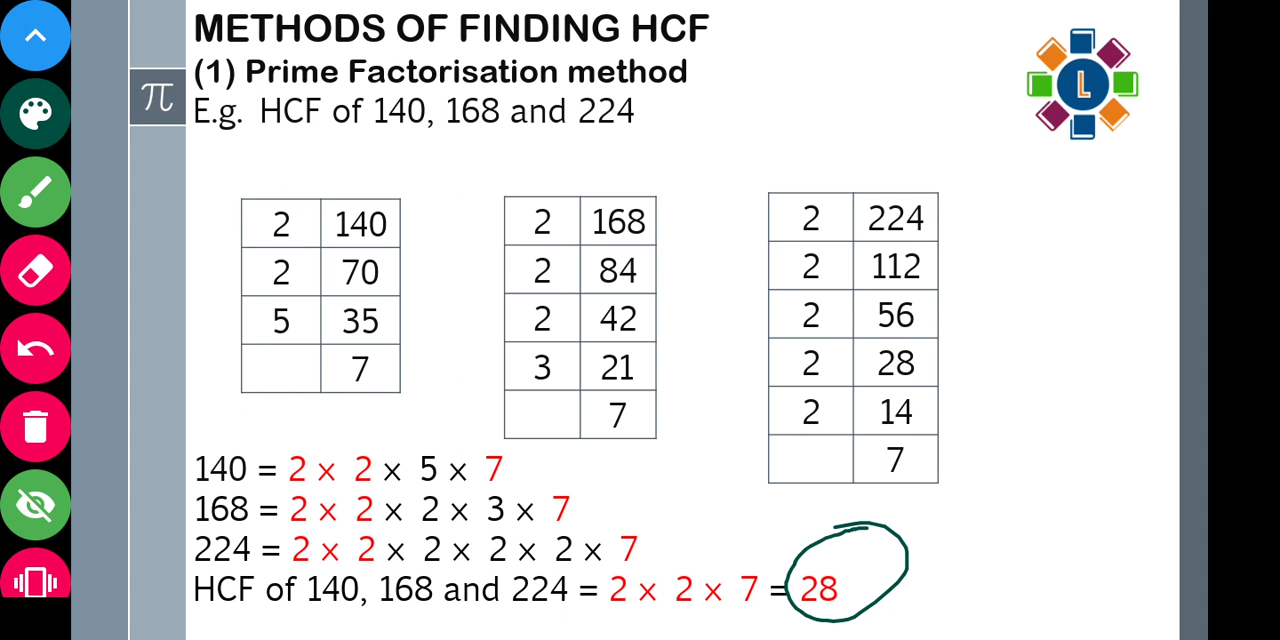 METHODS OF FINDING HCF
(1) Prime Factorisation method
π
E.g. HCF of 140, 168 and 224
L
2 140
2 70
5 35
7
2 168
2 84
2 42
3 21
7
2 224
2 112
2 56
2 28
2 14
7
140 = 2 × 2 × 5 × 7
168 = 2 × 2 × 2 × 3 × 7
224 = 2 × 2 × 2 × 2 × 2 × 7
HCF of 140, 168 and 224 = 2 × 2 × 7 = 28